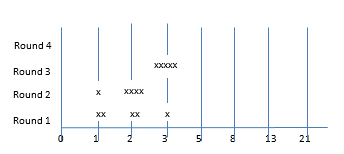 Round 4
Round 3 xxxxx
Round 2 x xxxx
Round 1 xx xx x
0 1 2 3 5 8 13 21